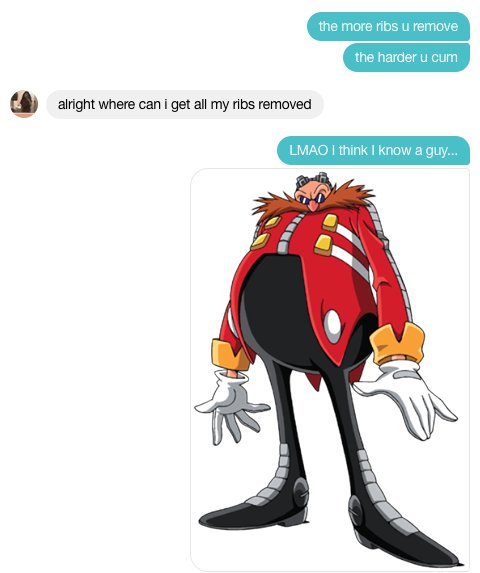 the more ribs u remove
the harder u cum
alright where can i get all my ribs removed
LMAO I think I know a guy...